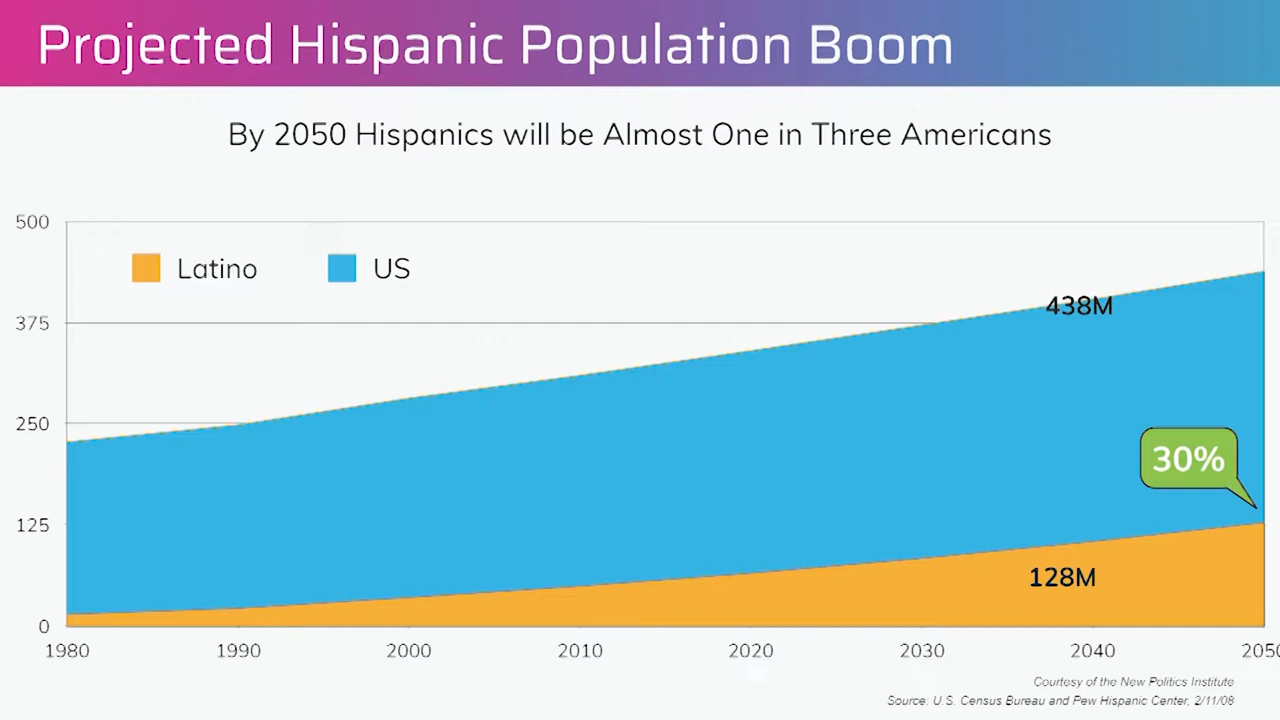 Projected Hispanic Population Boom
By 2050 Hispanics will be Almost One in Three Americans
500
Latino US
438M
375
250
30%
125
128M
0
1980 1990 2000 2010 2020 2030 2040 2050
Courtesy of the New Politics Institute
Source: U.S. Census Bureau and Pew Hispanic Center, 2/11/08